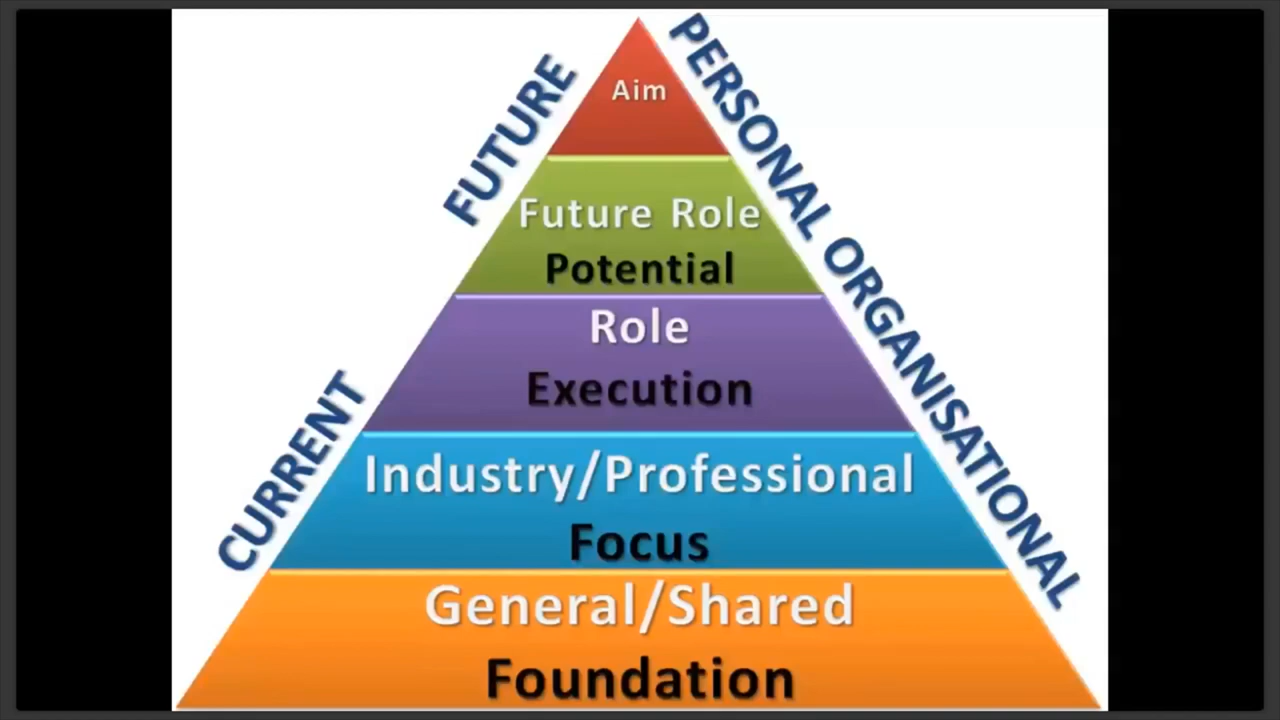 FUTURE
CURRENT
PERSONAL ORGANISATIONAL
Aim
Future Role
Potential
Role
Execution
Industry/Professional
Focus
General/Shared
Foundation